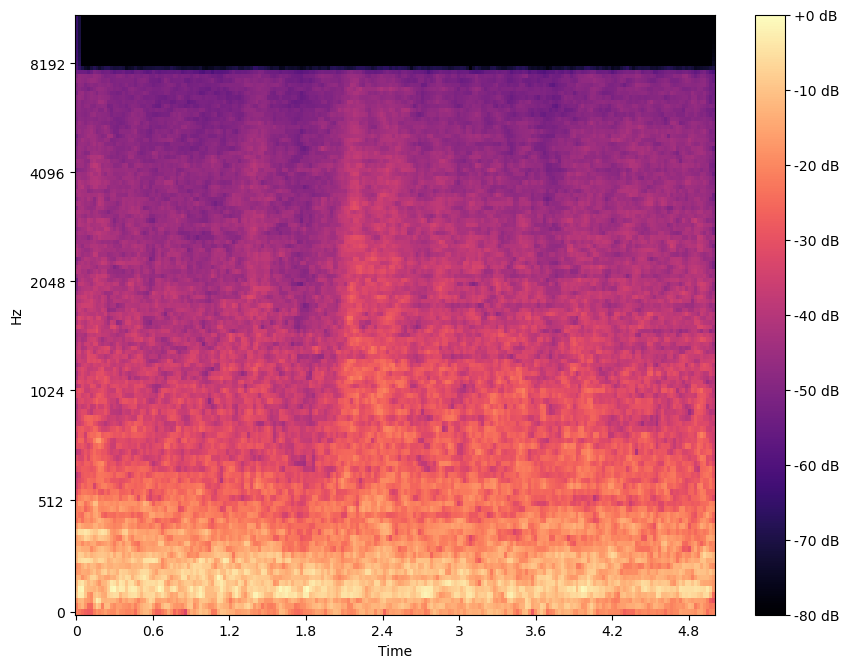 +0 dB
8192
-10 dB
4096
-20 dB
-30 dB
2048
Hz
-40 dB
1024
-50 dB
512
-60 dB
-70 dB
0
-80 dB
0 0.6 1.2 1.8 2.4 3 3.6 4.2 4.8
Time